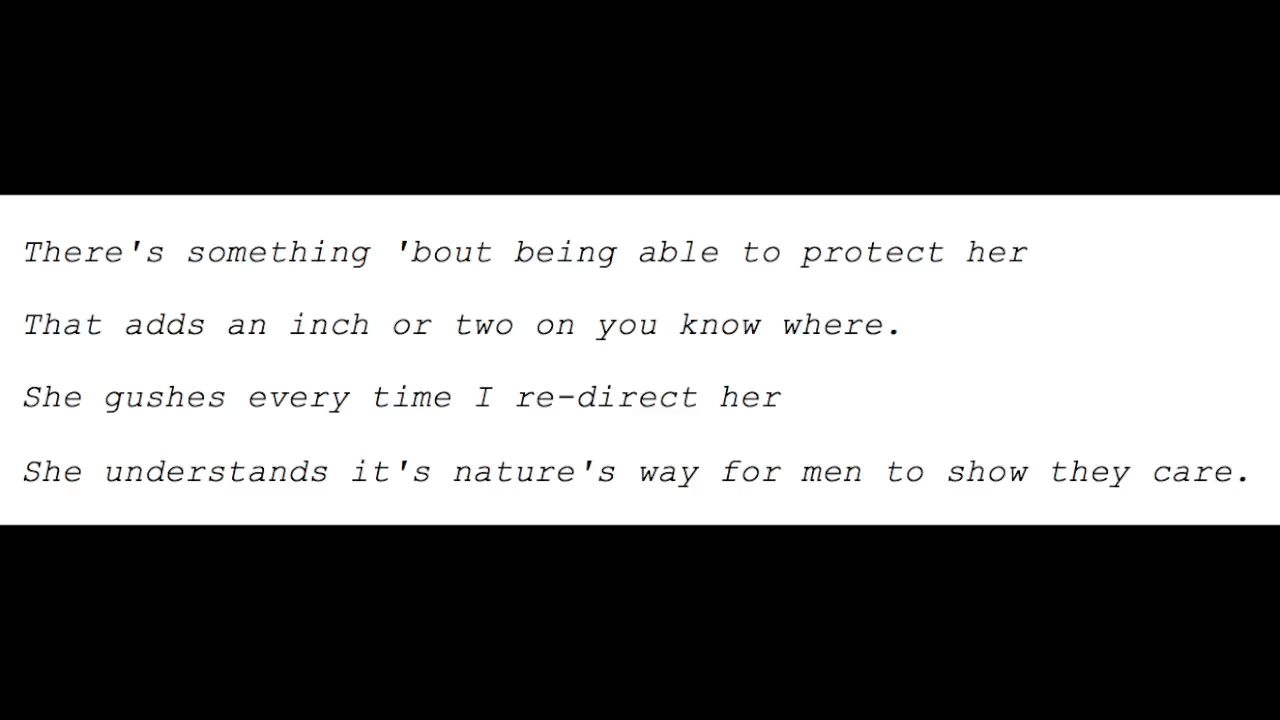 There's something 'bout being able to protect her
That adds an inch or two on you know where.
She gushes every time I re-direct her
She understands it's nature's way for men to show they care.